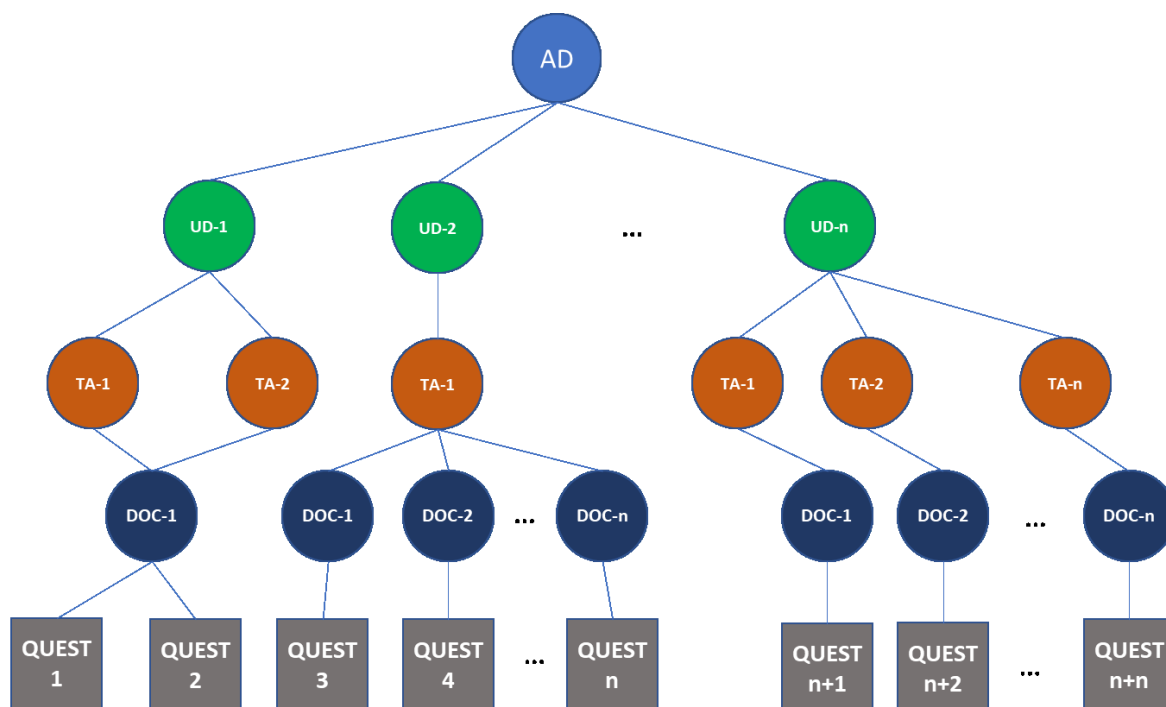 AD
UD-1 UD-2 ... UD-n
TA-1 TA-2 TA-1 TA-1 TA-2 TA-n
DOC-1 DOC-1 DOC-2 ... DOC-n DOC-1 DOC-2 ... DOC-n
QUEST QUEST QUEST QUEST ... QUEST QUEST QUEST ... QUEST
1 2 3 4 n n+1 n+2 n+n